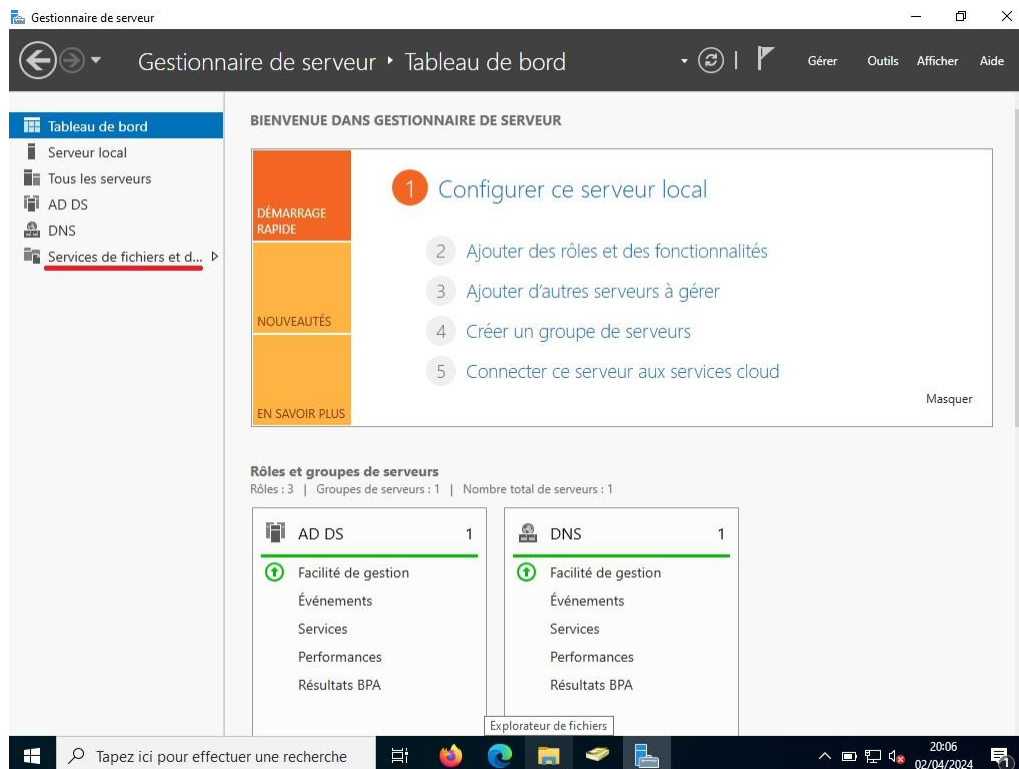 Gestionnaire de serveur
Gestionnaire de serveur ‣ Tableau de bord
Gérer Outils Afficher Aide
Tableau de bord
Serveur local
Tous les serveurs
AD DS
DNS
Services de fichiers et d...
BIENVENUE DANS GESTIONNAIRE DE SERVEUR
DÉMARRAGE
RAPIDE
NOUVEAUTÉS
EN SAVOIR PLUS
1 Configurer ce serveur local
2 Ajouter des rôles et des fonctionnalités
3 Ajouter d’autres serveurs à gérer
4 Créer un groupe de serveurs
5 Connecter ce serveur aux services cloud
Masquer
Rôles et groupes de serveurs
Rôles : 3 | Groupes de serveurs : 1 | Nombre total de serveurs : 1
AD DS 1
Facilité de gestion
Événements
Services
Performances
Résultats BPA
DNS 1
Facilité de gestion
Événements
Services
Performances
Résultats BPA
Explorateur de fichiers
Tapez ici pour effectuer une recherche
20:06
02/04/2024
1